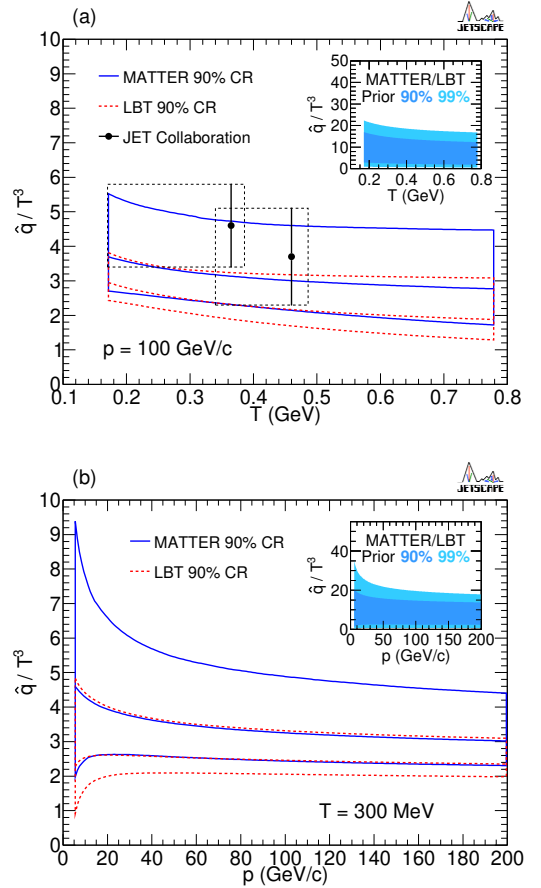 (a)
JETSCAPE
10
9
8
7
6
5
4
3
2
1
0
q̂ / T³
MATTER 90% CR
LBT 90% CR
JET Collaboration
50
40
30
20
10
0
q̂ / T³
MATTER/LBT
Prior 90% 99%
0.2 0.4 0.6 0.8
T (GeV)
p = 100 GeV/c
0.1 0.2 0.3 0.4 0.5 0.6 0.7 0.8
T (GeV)
(b)
JETSCAPE
10
9
8
7
6
5
4
3
2
1
0
q̂ / T³
MATTER 90% CR
LBT 90% CR
40
20
0
q̂ / T³
MATTER/LBT
Prior 90% 99%
0 50 100 150 200
p (GeV/c)
T = 300 MeV
0 20 40 60 80 100 120 140 160 180 200
p (GeV/c)